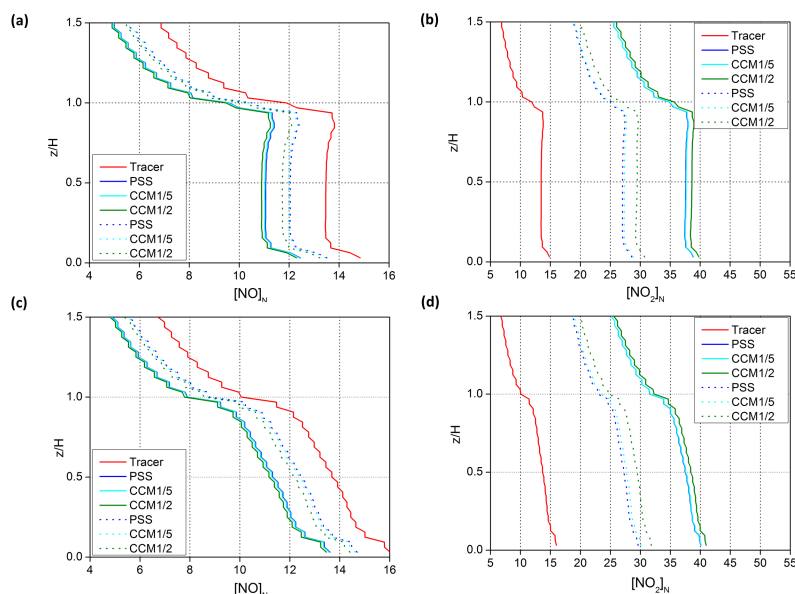 (a)
1.5
1.0
0.5
0.0
z/H
Tracer
PSS
CCM1/5
CCM1/2
PSS
CCM1/5
CCM1/2
4 6 8 10 12 14 16
[NO]N
(b)
1.5
1.0
0.5
0.0
z/H
Tracer
PSS
CCM1/5
CCM1/2
PSS
CCM1/5
CCM1/2
5 10 15 20 25 30 35 40 45 50 55
[NO2]N
(c)
1.5
1.0
0.5
0.0
z/H
Tracer
PSS
CCM1/5
CCM1/2
PSS
CCM1/5
CCM1/2
4 6 8 10 12 14 16
[NO]
(d)
1.5
1.0
0.5
0.0
z/H
Tracer
PSS
CCM1/5
CCM1/2
PSS
CCM1/5
CCM1/2
5 10 15 20 25 30 35 40 45 50 55
[NO2]N